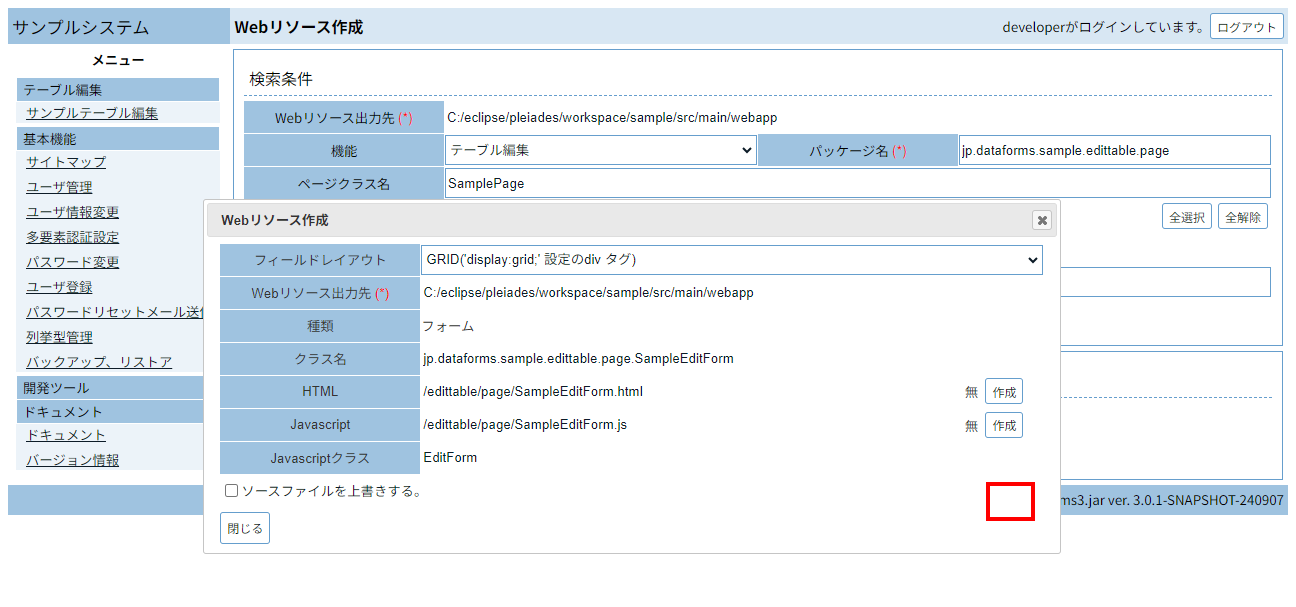 サンプルシステム
Webリソース作成
developerがログインしています。 ログアウト
メニュー
テーブル編集
サンプルテーブル編集
基本機能
サイトマップ
ユーザ管理
ユーザ情報変更
多要素認証設定
パスワード変更
ユーザ登録
パスワードリセットメール送信
列挙型管理
バックアップ、リストア
開発ツール
ドキュメント
ドキュメント
バージョン情報
検索条件
Webリソース出力先 (*) C:/eclipse/pleiades/workspace/sample/src/main/webapp
機能 テーブル編集 パッケージ名 (*) jp.dataforms.sample.edittable.page
ページクラス名 SamplePage
全選択 全解除
Webリソース作成
フィールドレイアウト GRID('display:grid;' 設定のdiv タグ)
Webリソース出力先 (*) C:/eclipse/pleiades/workspace/sample/src/main/webapp
種類 フォーム
クラス名 jp.dataforms.sample.edittable.page.SampleEditForm
HTML /edittable/page/SampleEditForm.html 無 作成
Javascript /edittable/page/SampleEditForm.js 無 作成
Javascriptクラス EditForm
ソースファイルを上書きする。
閉じる
ms3.jar ver. 3.0.1-SNAPSHOT-240907